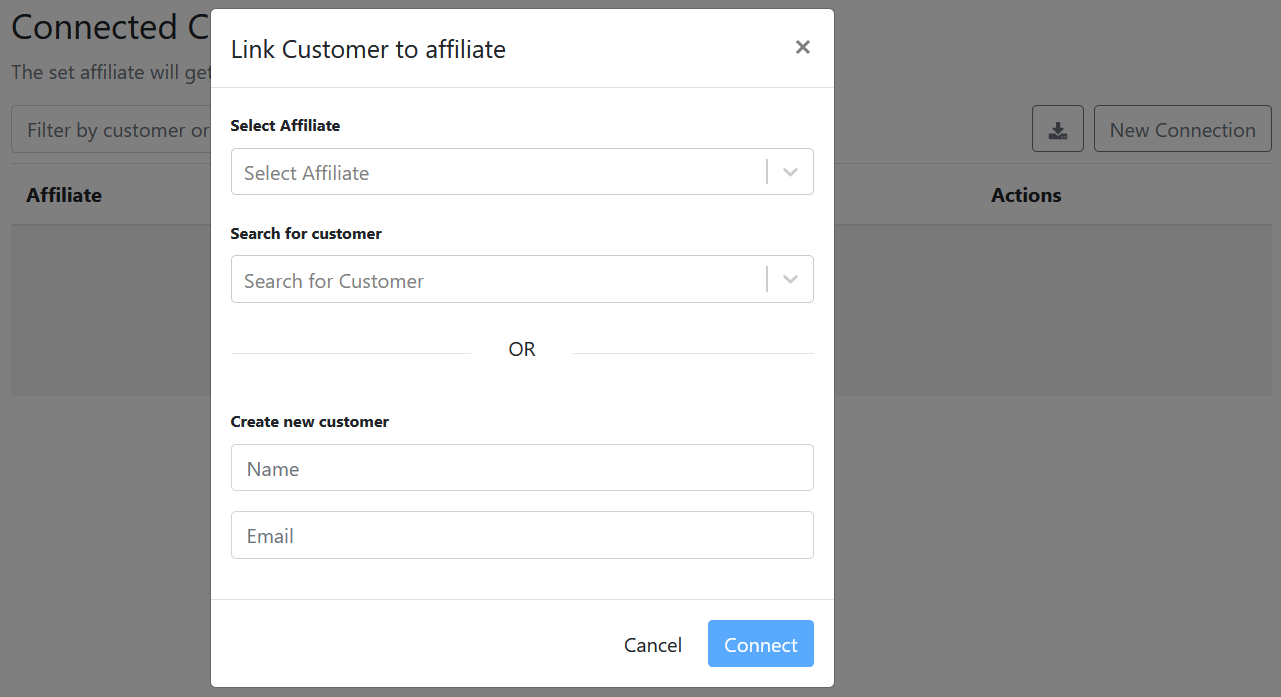 Connected C
Link Customer to affiliate
×
The set affiliate will get
Select Affiliate
Filter by customer or
New Connection
Select Affiliate
Affiliate
Actions
Search for customer
Search for Customer
OR
Create new customer
Name
Email
Cancel
Connect